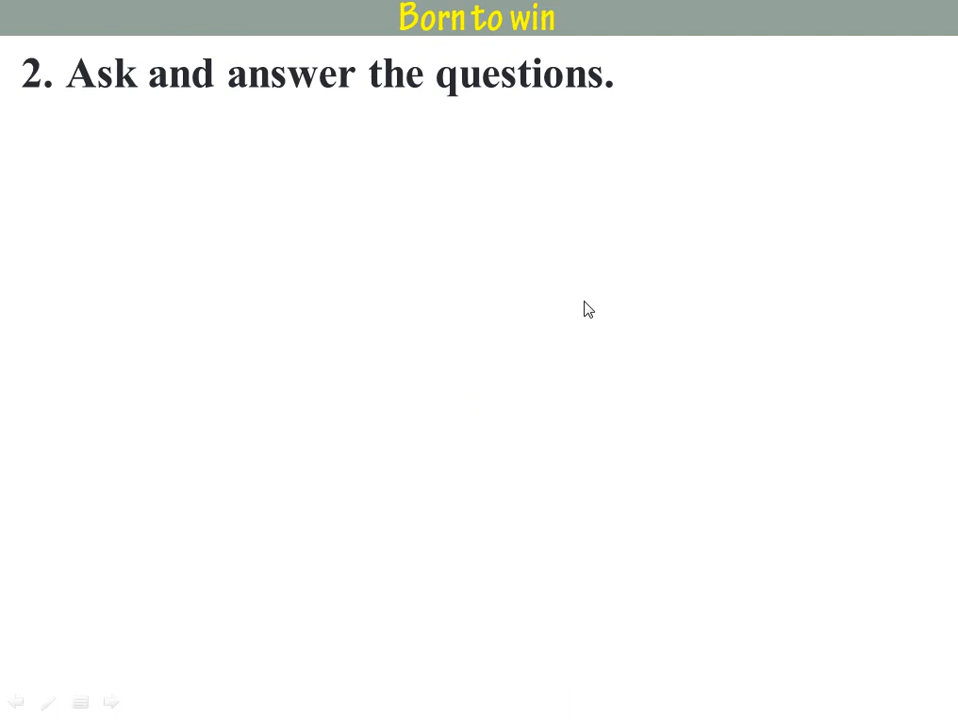 Born to win
2. Ask and answer the questions.